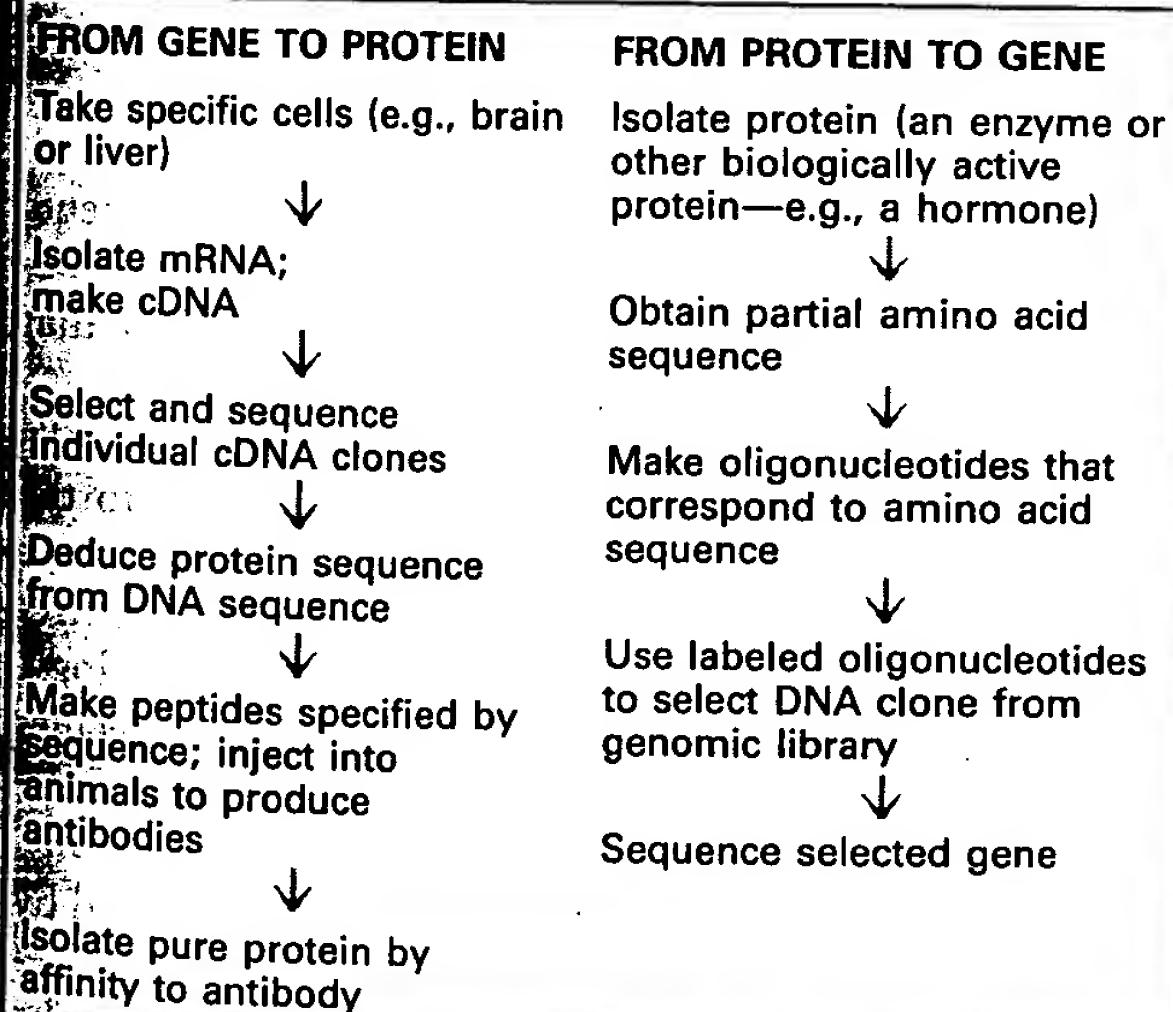 FROM GENE TO PROTEIN
Take specific cells (e.g., brain
or liver)
↓
Isolate mRNA;
make cDNA
↓
Select and sequence
individual cDNA clones
↓
Deduce protein sequence
from DNA sequence
↓
Make peptides specified by
sequence; inject into
animals to produce
antibodies
↓
Isolate pure protein by
affinity to antibody
FROM PROTEIN TO GENE
Isolate protein (an enzyme or
other biologically active
protein—e.g., a hormone)
↓
Obtain partial amino acid
sequence
↓
Make oligonucleotides that
correspond to amino acid
sequence
↓
Use labeled oligonucleotides
to select DNA clone from
genomic library
↓
Sequence selected gene